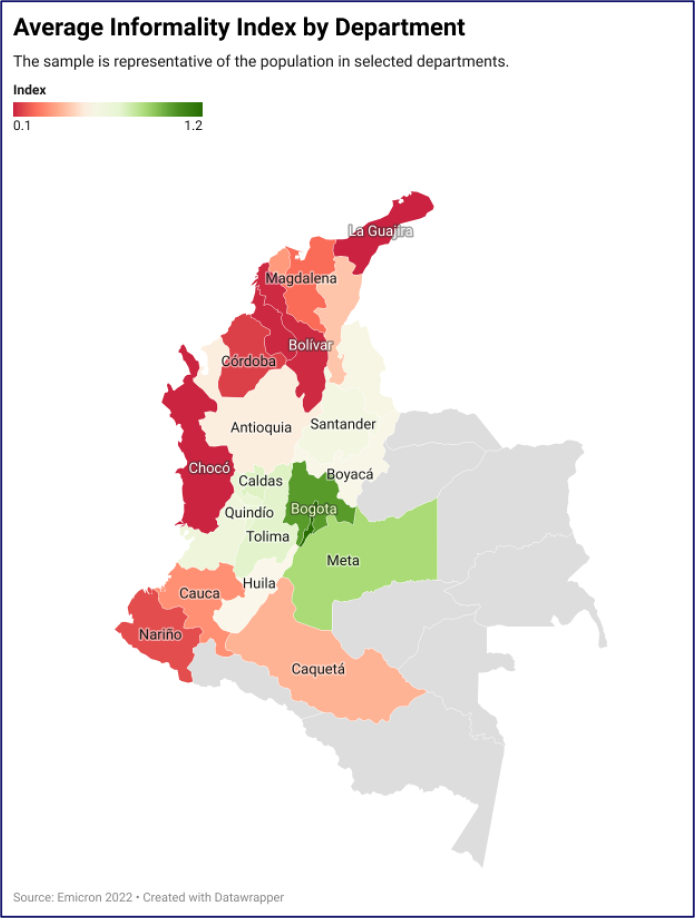 Average Informality Index by Department
The sample is representative of the population in selected departments.
Index
0.1 1.2
La Guajira
Magdalena
Bolívar
Córdoba
Antioquia
Santander
Chocó
Boyacá
Caldas
Quindío
Bogota
Tolima
Meta
Huila
Cauca
Nariño
Caquetá
Source: Emicron 2022 • Created with Datawrapper